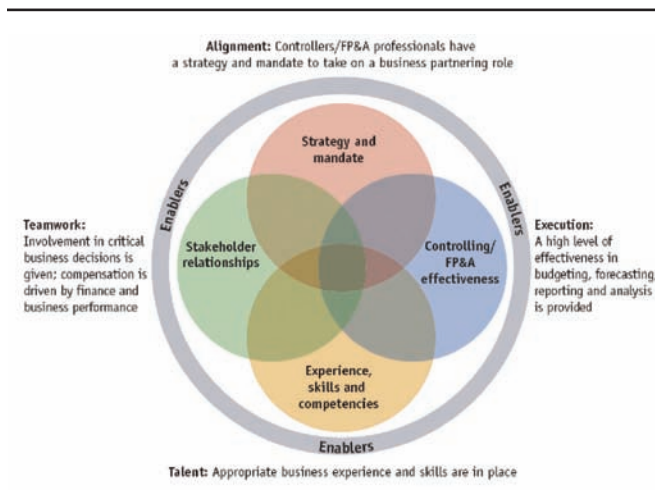 Alignment: Controllers/FP&A professionals have
a strategy and mandate to take on a business partnering role
Strategy and
mandate
Enablers
Enablers
Teamwork:
Involvement in critical
business decisions is
given; compensation is
driven by finance and
business performance
Stakeholder
relationships
Controlling/
FP&A
effectiveness
Execution:
A high level of
effectiveness in
budgeting, forecasting,
reporting and analysis
is provided
Experience,
skills and
competencies
Enablers
Talent: Appropriate business experience and skills are in place